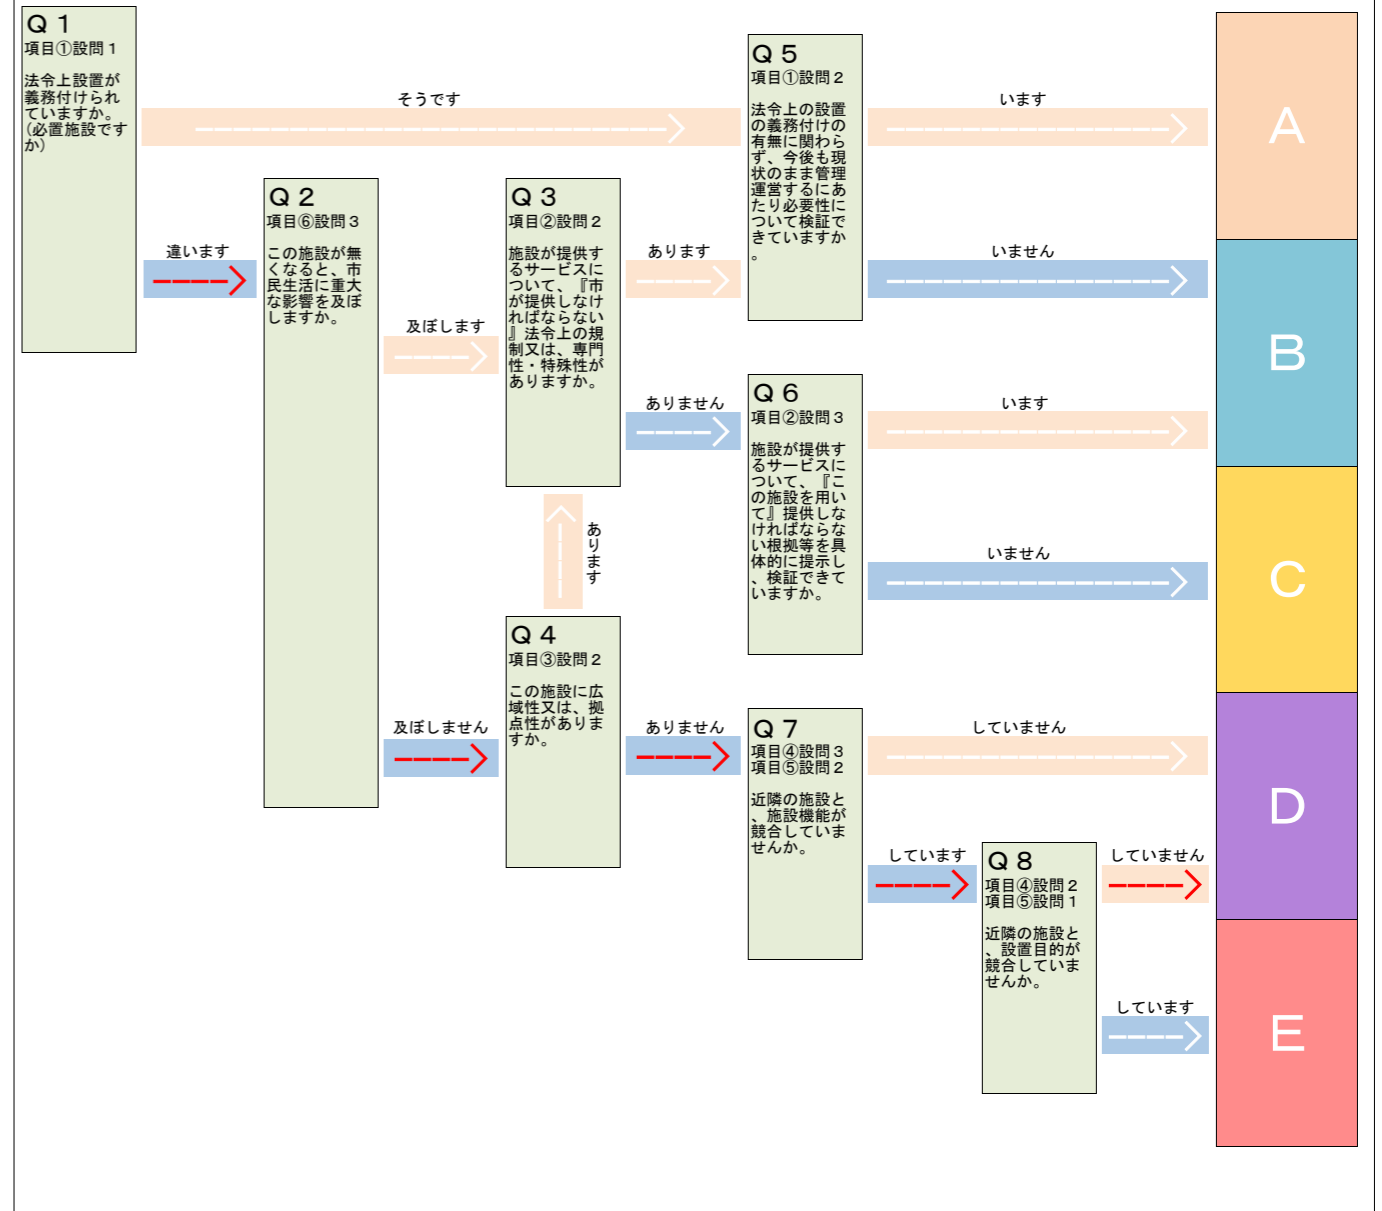 Ｑ１
項目①設問１
法令上設置が
義務付けられ
ていますか。
(必置施設です
か)
そうです
違います
Ｑ２
項目⑥設問３
この施設が無
くなると、市
民生活に重大
な影響を及ぼ
しますか。
及ぼします
及ぼしません
Ｑ３
項目②設問２
施設が提供す
るサービスに
ついて、『市
が提供しなけ
ればならない
』法令上の規
制又は、専門
性・特殊性が
ありますか。
あります
ありません
あります
Ｑ４
項目③設問２
この施設に広
域性又は、拠
点性がありま
すか。
ありません
Ｑ５
項目①設問２
法令上の設置
の義務付けの
有無に関わら
ず、今後も現
状のまま管理
運営するにあ
たり必要性に
ついて検証で
きていますか
。
います
いません
Ｑ６
項目②設問３
施設が提供す
るサービスに
ついて、『こ
の施設を用い
て』提供しな
ければならな
い根拠等を具
体的に提示し
、検証できて
いますか。
います
いません
Ｑ７
項目④設問３
項目⑤設問２
近隣の施設と
、施設機能が
競合していま
せんか。
していません
しています
Ｑ８
項目④設問２
項目⑤設問１
近隣の施設と
、設置目的が
競合していま
せんか。
していません
しています
A
B
C
D
E